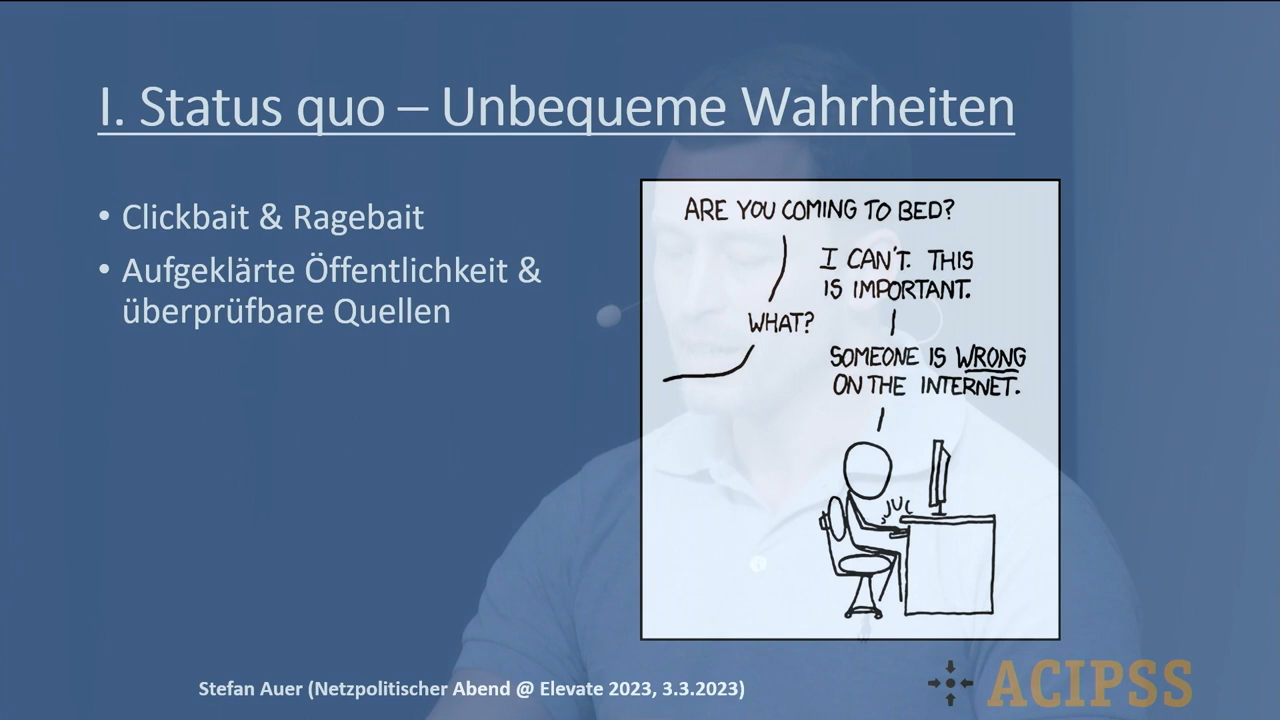 I. Status quo – Unbequeme Wahrheiten
• Clickbait & Ragebait
• Aufgeklärte Öffentlichkeit &
überprüfbare Quellen
ARE YOU COMING TO BED?
I CAN'T. THIS
IS IMPORTANT.
WHAT?
SOMEONE IS WRONG
ON THE INTERNET.
Stefan Auer (Netzpolitischer Abend @ Elevate 2023, 3.3.2023)
ACIPSS